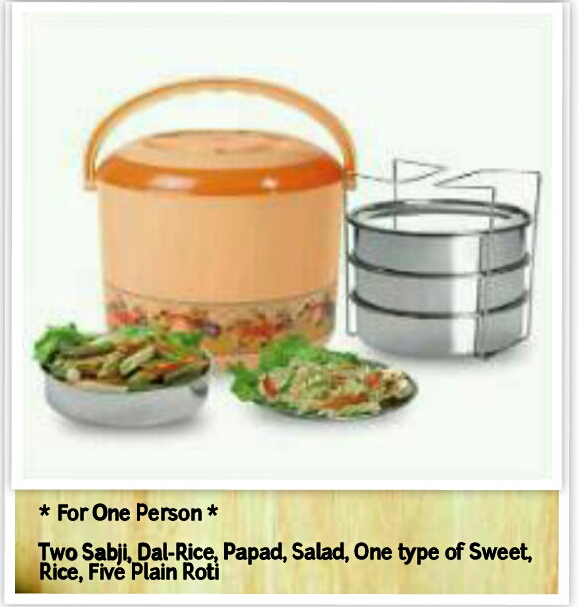 * For One Person *
Two Sabji, Dal-Rice, Papad, Salad, One type of Sweet,
Rice, Five Plain Roti